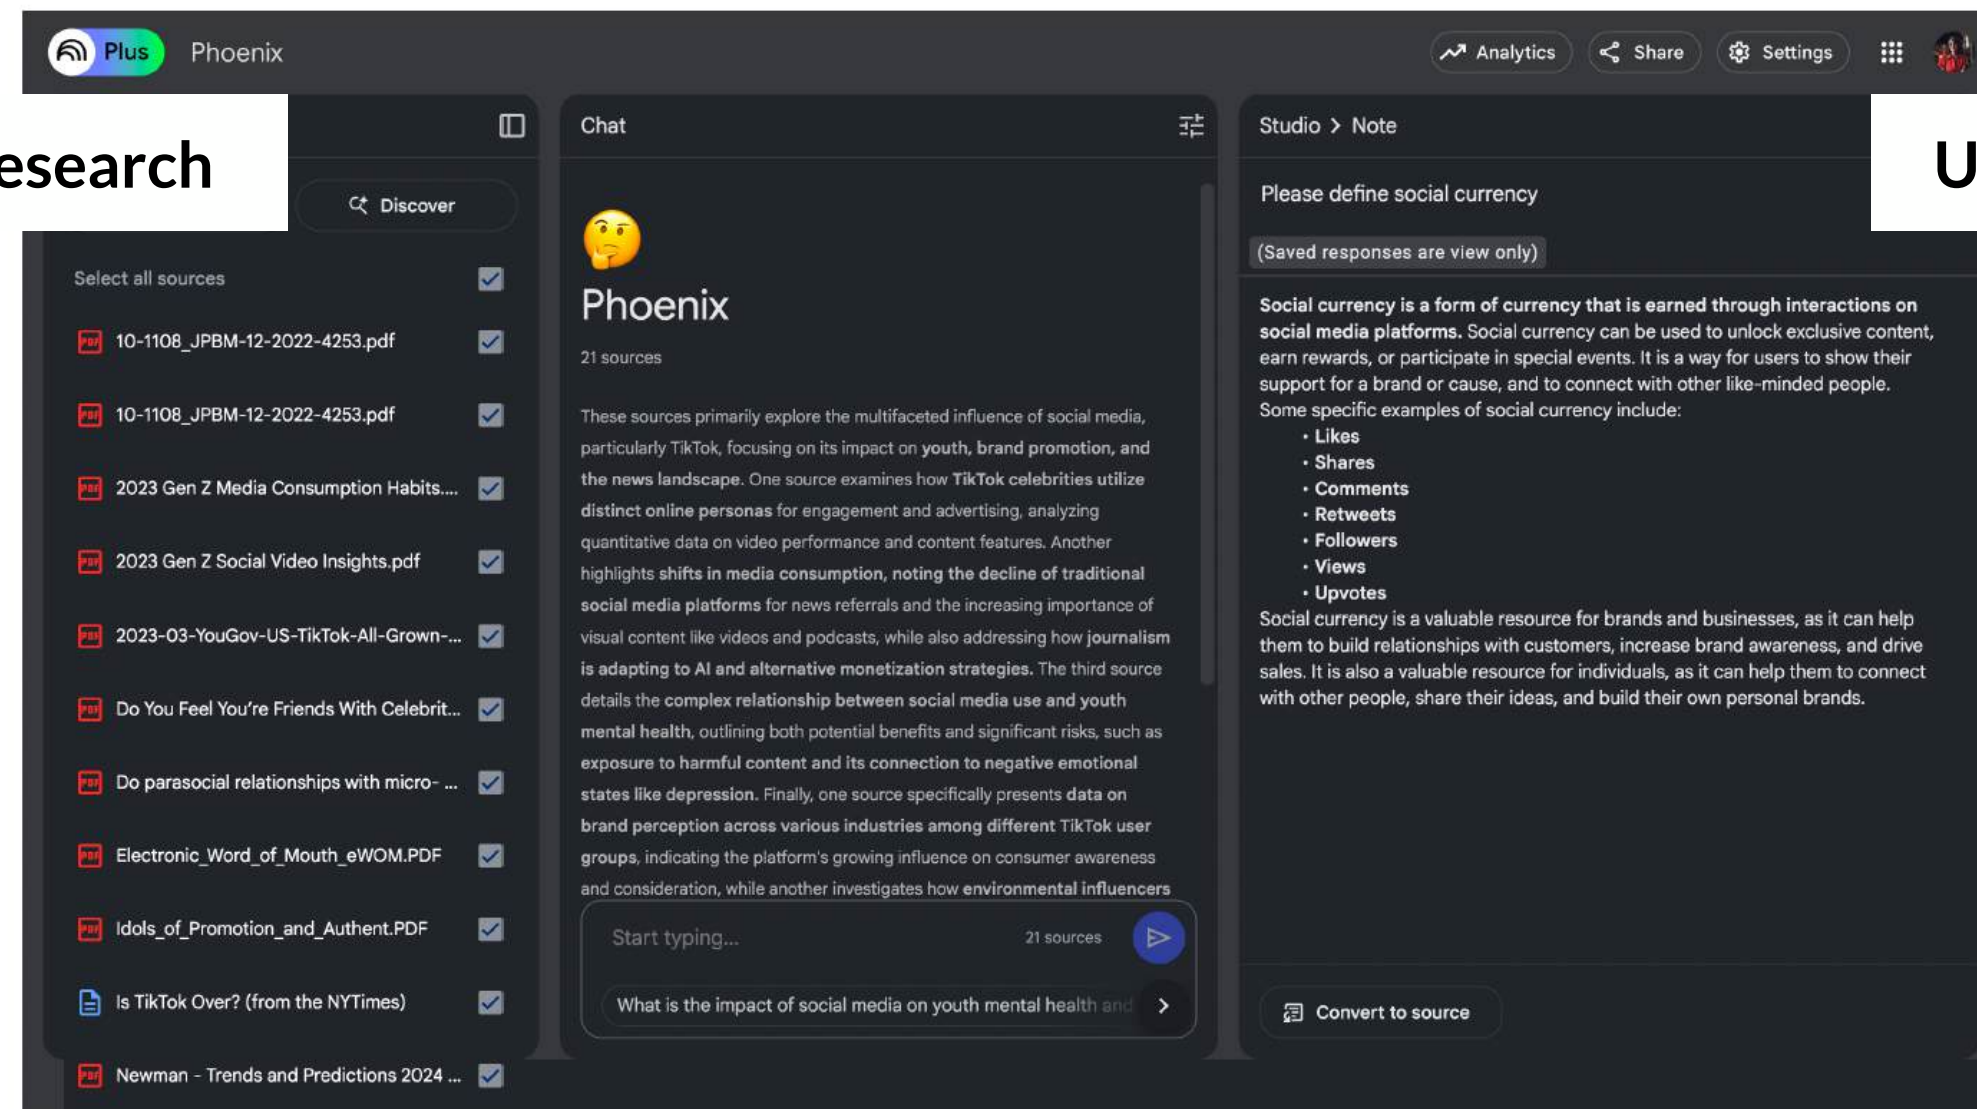 Plus
Phoenix
Analytics
Share
Settings
esearch
U
Discover
Select all sources
10-1108_JPBM-12-2022-4253.pdf
10-1108_JPBM-12-2022-4253.pdf
2023 Gen Z Media Consumption Habits....
2023 Gen Z Social Video Insights.pdf
2023-03-YouGov-US-TikTok-All-Grown-...
Do You Feel You're Friends With Celebrit...
Do parasocial relationships with micro- ...
Electronic_Word_of_Mouth_eWOM.PDF
Idols_of_Promotion_and_Authent.PDF
Is TikTok Over? (from the NYTimes)
Newman - Trends and Predictions 2024 ...
Chat
Phoenix
21 sources
These sources primarily explore the multifaceted influence of social media,
particularly TikTok, focusing on its impact on youth, brand promotion, and
the news landscape. One source examines how TikTok celebrities utilize
distinct online personas for engagement and advertising, analyzing
quantitative data on video performance and content features. Another
highlights shifts in media consumption, noting the decline of traditional
social media platforms for news referrals and the increasing importance of
visual content like videos and podcasts, while also addressing how journalism
is adapting to AI and alternative monetization strategies. The third source
details the complex relationship between social media use and youth
mental health, outlining both potential benefits and significant risks, such as
exposure to harmful content and its connection to negative emotional
states like depression. Finally, one source specifically presents data on
brand perception across various industries among different TikTok user
groups, indicating the platform's growing influence on consumer awareness
and consideration, while another investigates how environmental influencers
Start typing...
21 sources
What is the impact of social media on youth mental health and
Studio > Note
Please define social currency
(Saved responses are view only)
Social currency is a form of currency that is earned through interactions on
social media platforms. Social currency can be used to unlock exclusive content,
earn rewards, or participate in special events. It is a way for users to show their
support for a brand or cause, and to connect with other like-minded people.
Some specific examples of social currency include:
• Likes
• Shares
• Comments
• Retweets
• Followers
• Views
• Upvotes
Social currency is a valuable resource for brands and businesses, as it can help
them to build relationships with customers, increase brand awareness, and drive
sales. It is also a valuable resource for individuals, as it can help them to connect
with other people, share their ideas, and build their own personal brands.
Convert to source